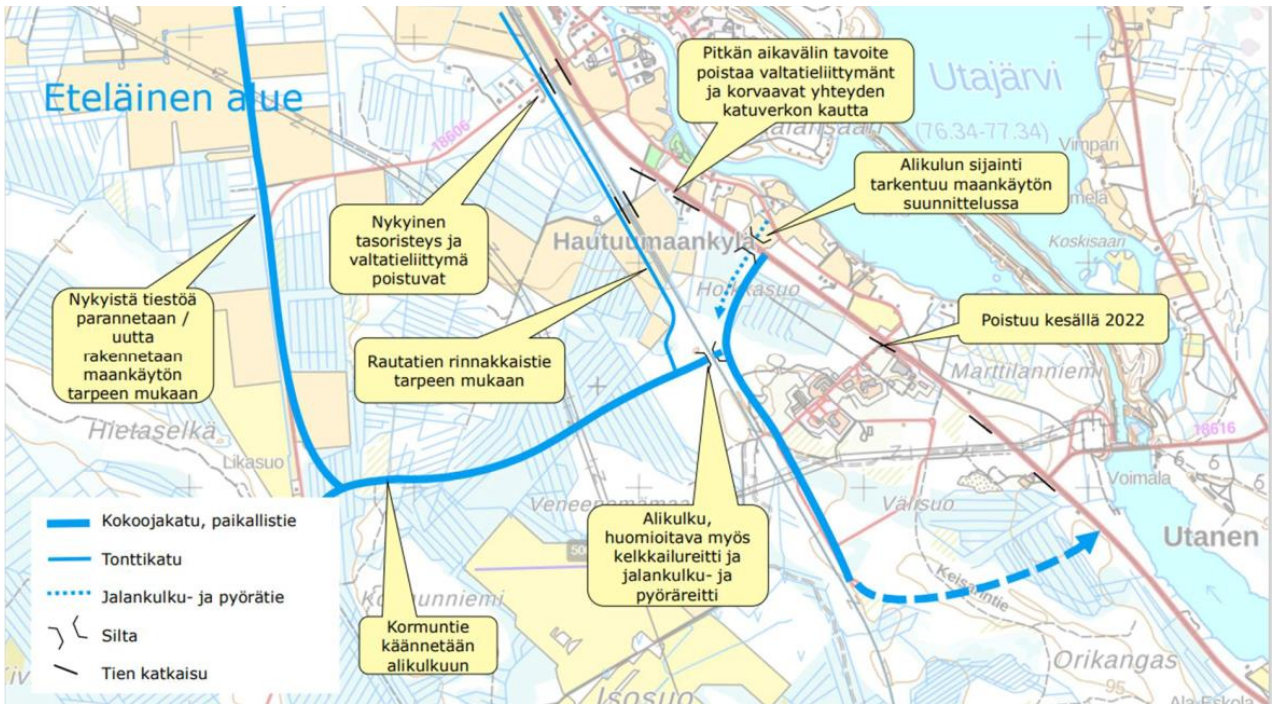 Eteläinen alue
Pitkän aikavälin tavoite
poistaa valtatieliittymänt
ja korvaavat yhteyden
katuverkon kautta
Utajärvi
(76.34-77.34)
Vimpari
18606
Alikulun sijainti
tarkentuu maankäytön
suunnittelussa
Koskisaari
Nykyinen
tasoristeys ja
valtatieliittymä
poistuvat
Hautuumaankylä
Nykyistä tiestöä
parannetaan /
uutta
rakennetaan
maankäytön
tarpeen mukaan
Rautatien rinnakkaistie
tarpeen mukaan
Poistuu kesällä 2022
Marttilanniemi
Hietaselkä
Likasuo
18616
Voimala
Utanen
Värsuo
Alikulku,
huomioitava myös
kelkkailureitti ja
jalankulku- ja
pyöräreitti
Keisarintie
Kormuntie
käännetään
alikulkuun
Orikangas
95
Isosuo
Ala-Eskola
Kokoojakatu, paikallistie
Tonttikatu
Jalankulku- ja pyörätie
Silta
Tien katkaisu